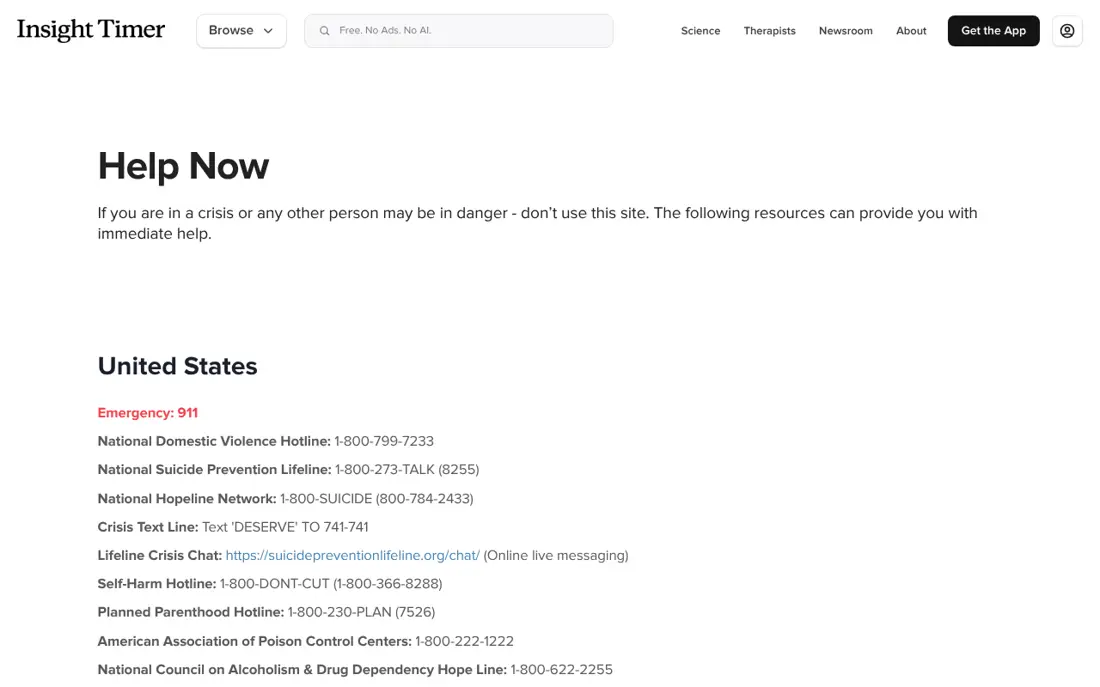 Insight Timer
Browse
Free. No Ads. No AI.
Science
Therapists
Newsroom
About
Get the App
Help Now
If you are in a crisis or any other person may be in danger - don’t use this site. The following resources can provide you with
immediate help.
United States
Emergency: 911
National Domestic Violence Hotline: 1-800-799-7233
National Suicide Prevention Lifeline: 1-800-273-TALK (8255)
National Hopeline Network: 1-800-SUICIDE (800-784-2433)
Crisis Text Line: Text 'DESERVE' TO 741-741
Lifeline Crisis Chat: https://suicidepreventionlifeline.org/chat/ (Online live messaging)
Self-Harm Hotline: 1-800-DONT-CUT (1-800-366-8288)
Planned Parenthood Hotline: 1-800-230-PLAN (7526)
American Association of Poison Control Centers: 1-800-222-1222
National Council on Alcoholism & Drug Dependency Hope Line: 1-800-622-2255